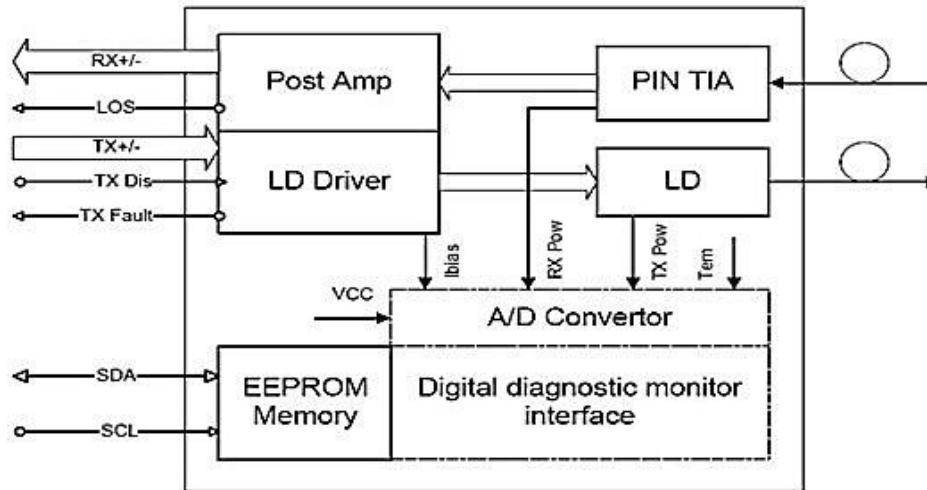 RX+/-
LOS
TX+/-
TX Dis
TX Fault
Post Amp
LD Driver
PIN TIA
LD
Ibias
RX Pow
TX Pow
Tem
VCC
A/D Convertor
SDA
SCL
EEPROM
Memory
Digital diagnostic monitor
interface